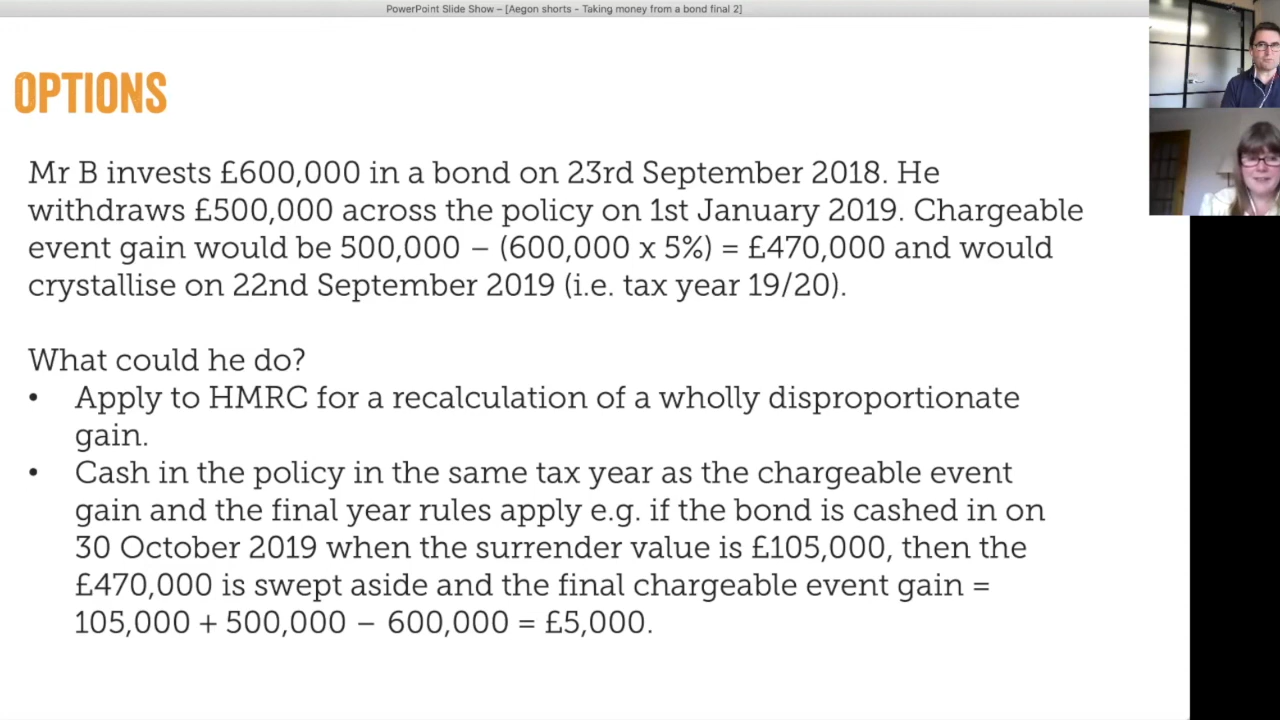 PowerPoint Slide Show – [Aegon shorts - Taking money from a bond final 2]
OPTIONS
Mr B invests £600,000 in a bond on 23rd September 2018. He
withdraws £500,000 across the policy on 1st January 2019. Chargeable
event gain would be 500,000 – (600,000 x 5%) = £470,000 and would
crystallise on 22nd September 2019 (i.e. tax year 19/20).
What could he do?
• Apply to HMRC for a recalculation of a wholly disproportionate
gain.
• Cash in the policy in the same tax year as the chargeable event
gain and the final year rules apply e.g. if the bond is cashed in on
30 October 2019 when the surrender value is £105,000, then the
£470,000 is swept aside and the final chargeable event gain =
105,000 + 500,000 – 600,000 = £5,000.